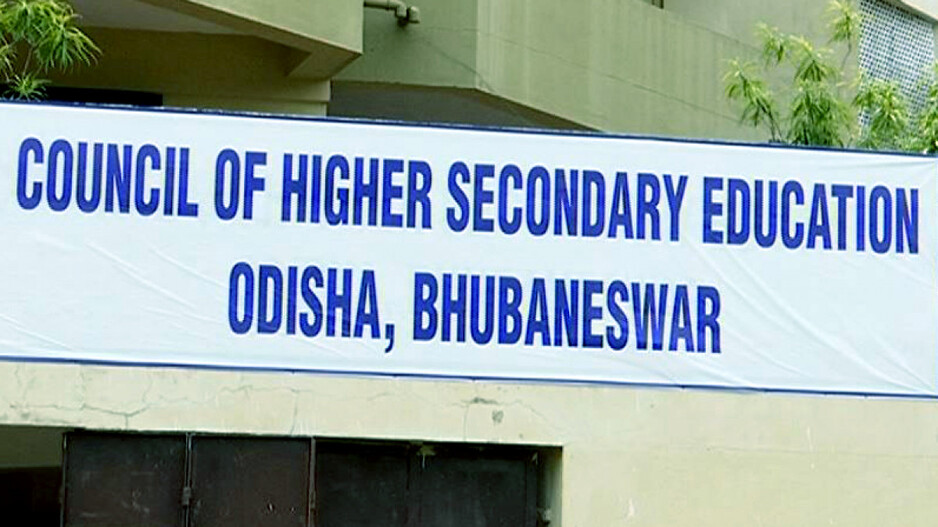 COUNCIL OF HIGHER SECONDARY EDUCATION
ODISHA, BHUBANESWAR